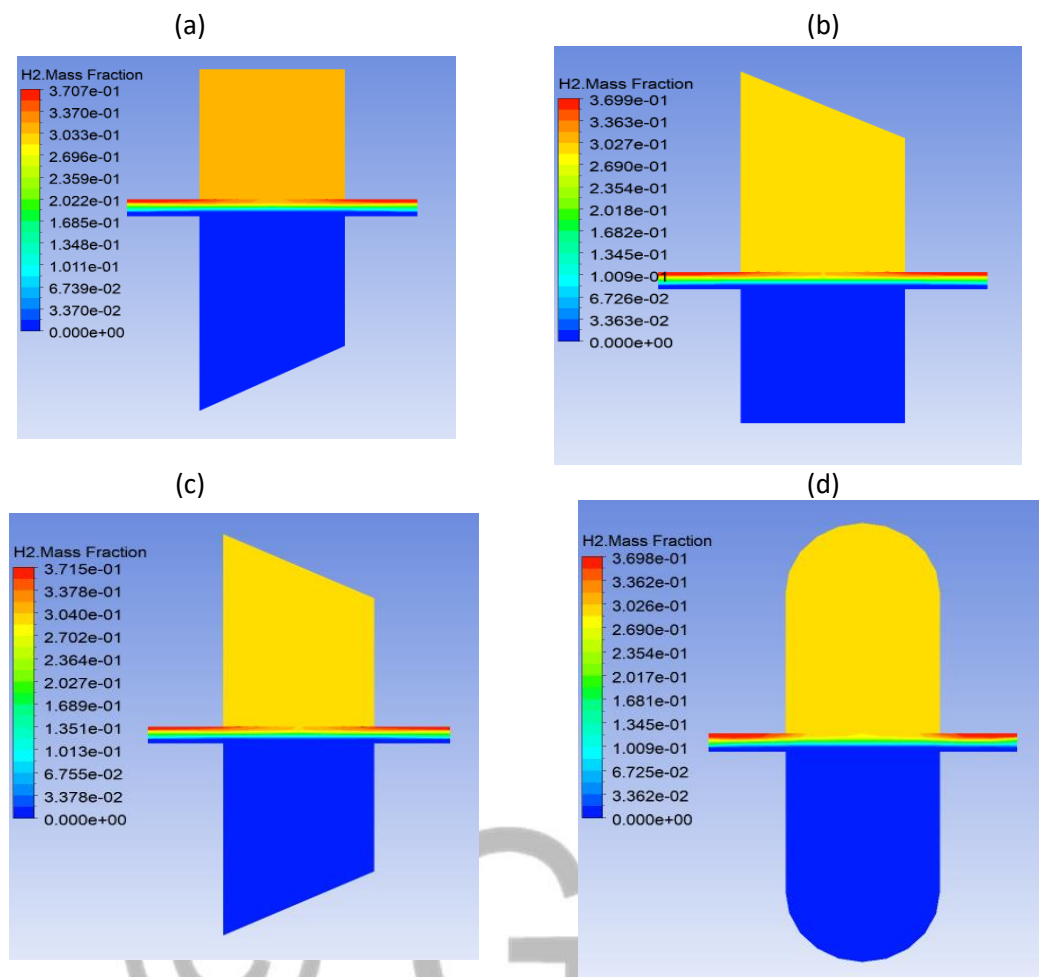 (a)
H2.Mass Fraction
3.707e-01
3.370e-01
3.033e-01
2.696e-01
2.359e-01
2.022e-01
1.685e-01
1.348e-01
1.011e-01
6.739e-02
3.370e-02
0.000e+00
(b)
H2.Mass Fraction
3.699e-01
3.363e-01
3.027e-01
2.690e-01
2.354e-01
2.018e-01
1.682e-01
1.345e-01
1.009e-01
6.726e-02
3.363e-02
0.000e+00
(c)
H2.Mass Fraction
3.715e-01
3.378e-01
3.040e-01
2.702e-01
2.364e-01
2.027e-01
1.689e-01
1.351e-01
1.013e-01
6.755e-02
3.378e-02
0.000e+00
(d)
H2.Mass Fraction
3.698e-01
3.362e-01
3.026e-01
2.690e-01
2.354e-01
2.017e-01
1.681e-01
1.345e-01
1.009e-01
6.725e-02
3.362e-02
0.000e+00